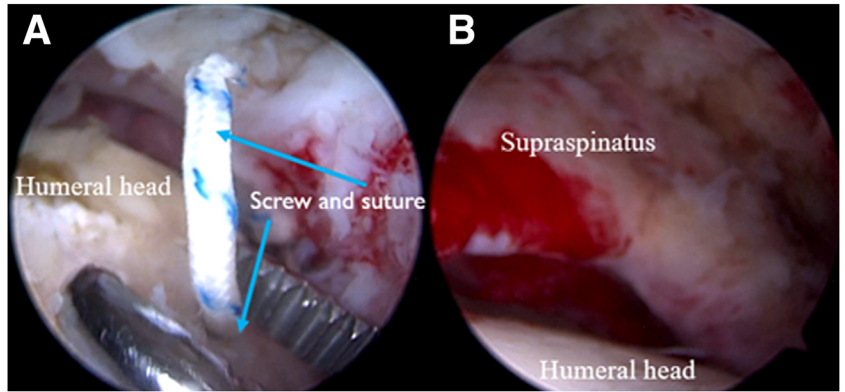 A
B
Supraspinatus
Humeral head
Screw and suture
Humeral head